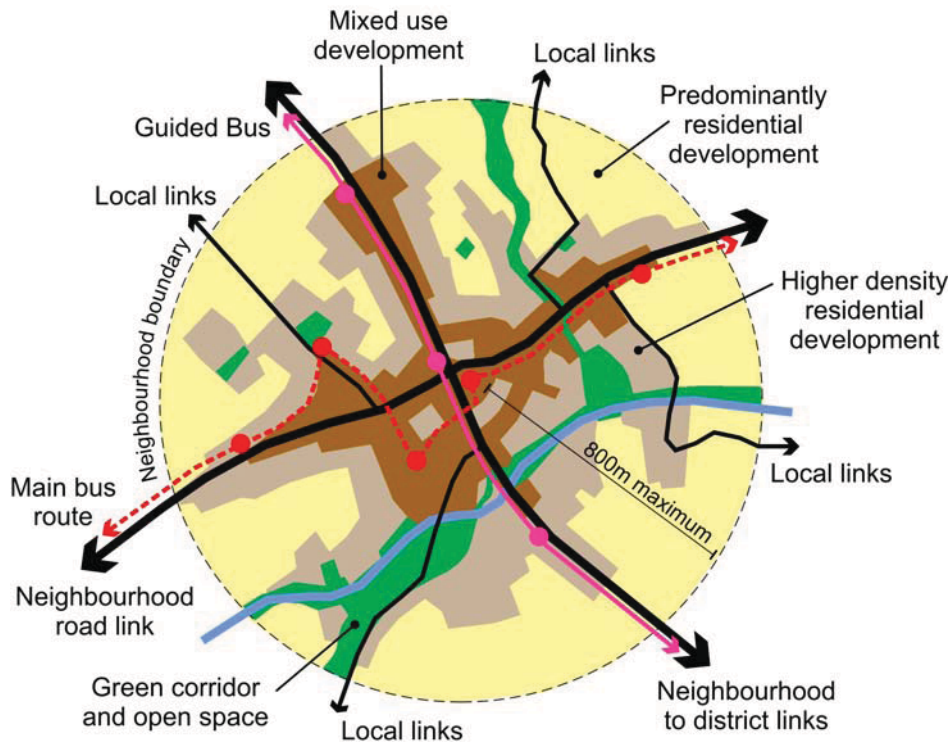 Mixed use
development
Local links
Predominantly
residential
development
Guided Bus
Local links
Neighbourhood boundary
Higher density
residential
development
800m maximum
Local links
Main bus
route
Neighbourhood
road link
Green corridor
and open space
Local links
Neighbourhood
to district links